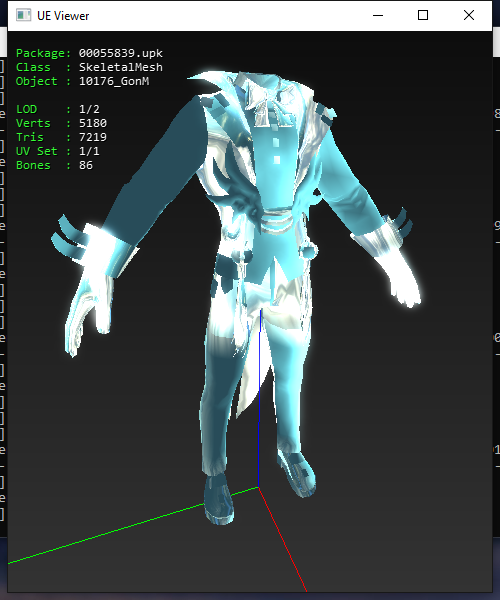 UE Viewer
Package: 00055839.upk
Class : SkeletalMesh
Object : 10176_GonM
LOD : 1/2
Verts : 5180
Tris : 7219
UV Set : 1/1
Bones : 86